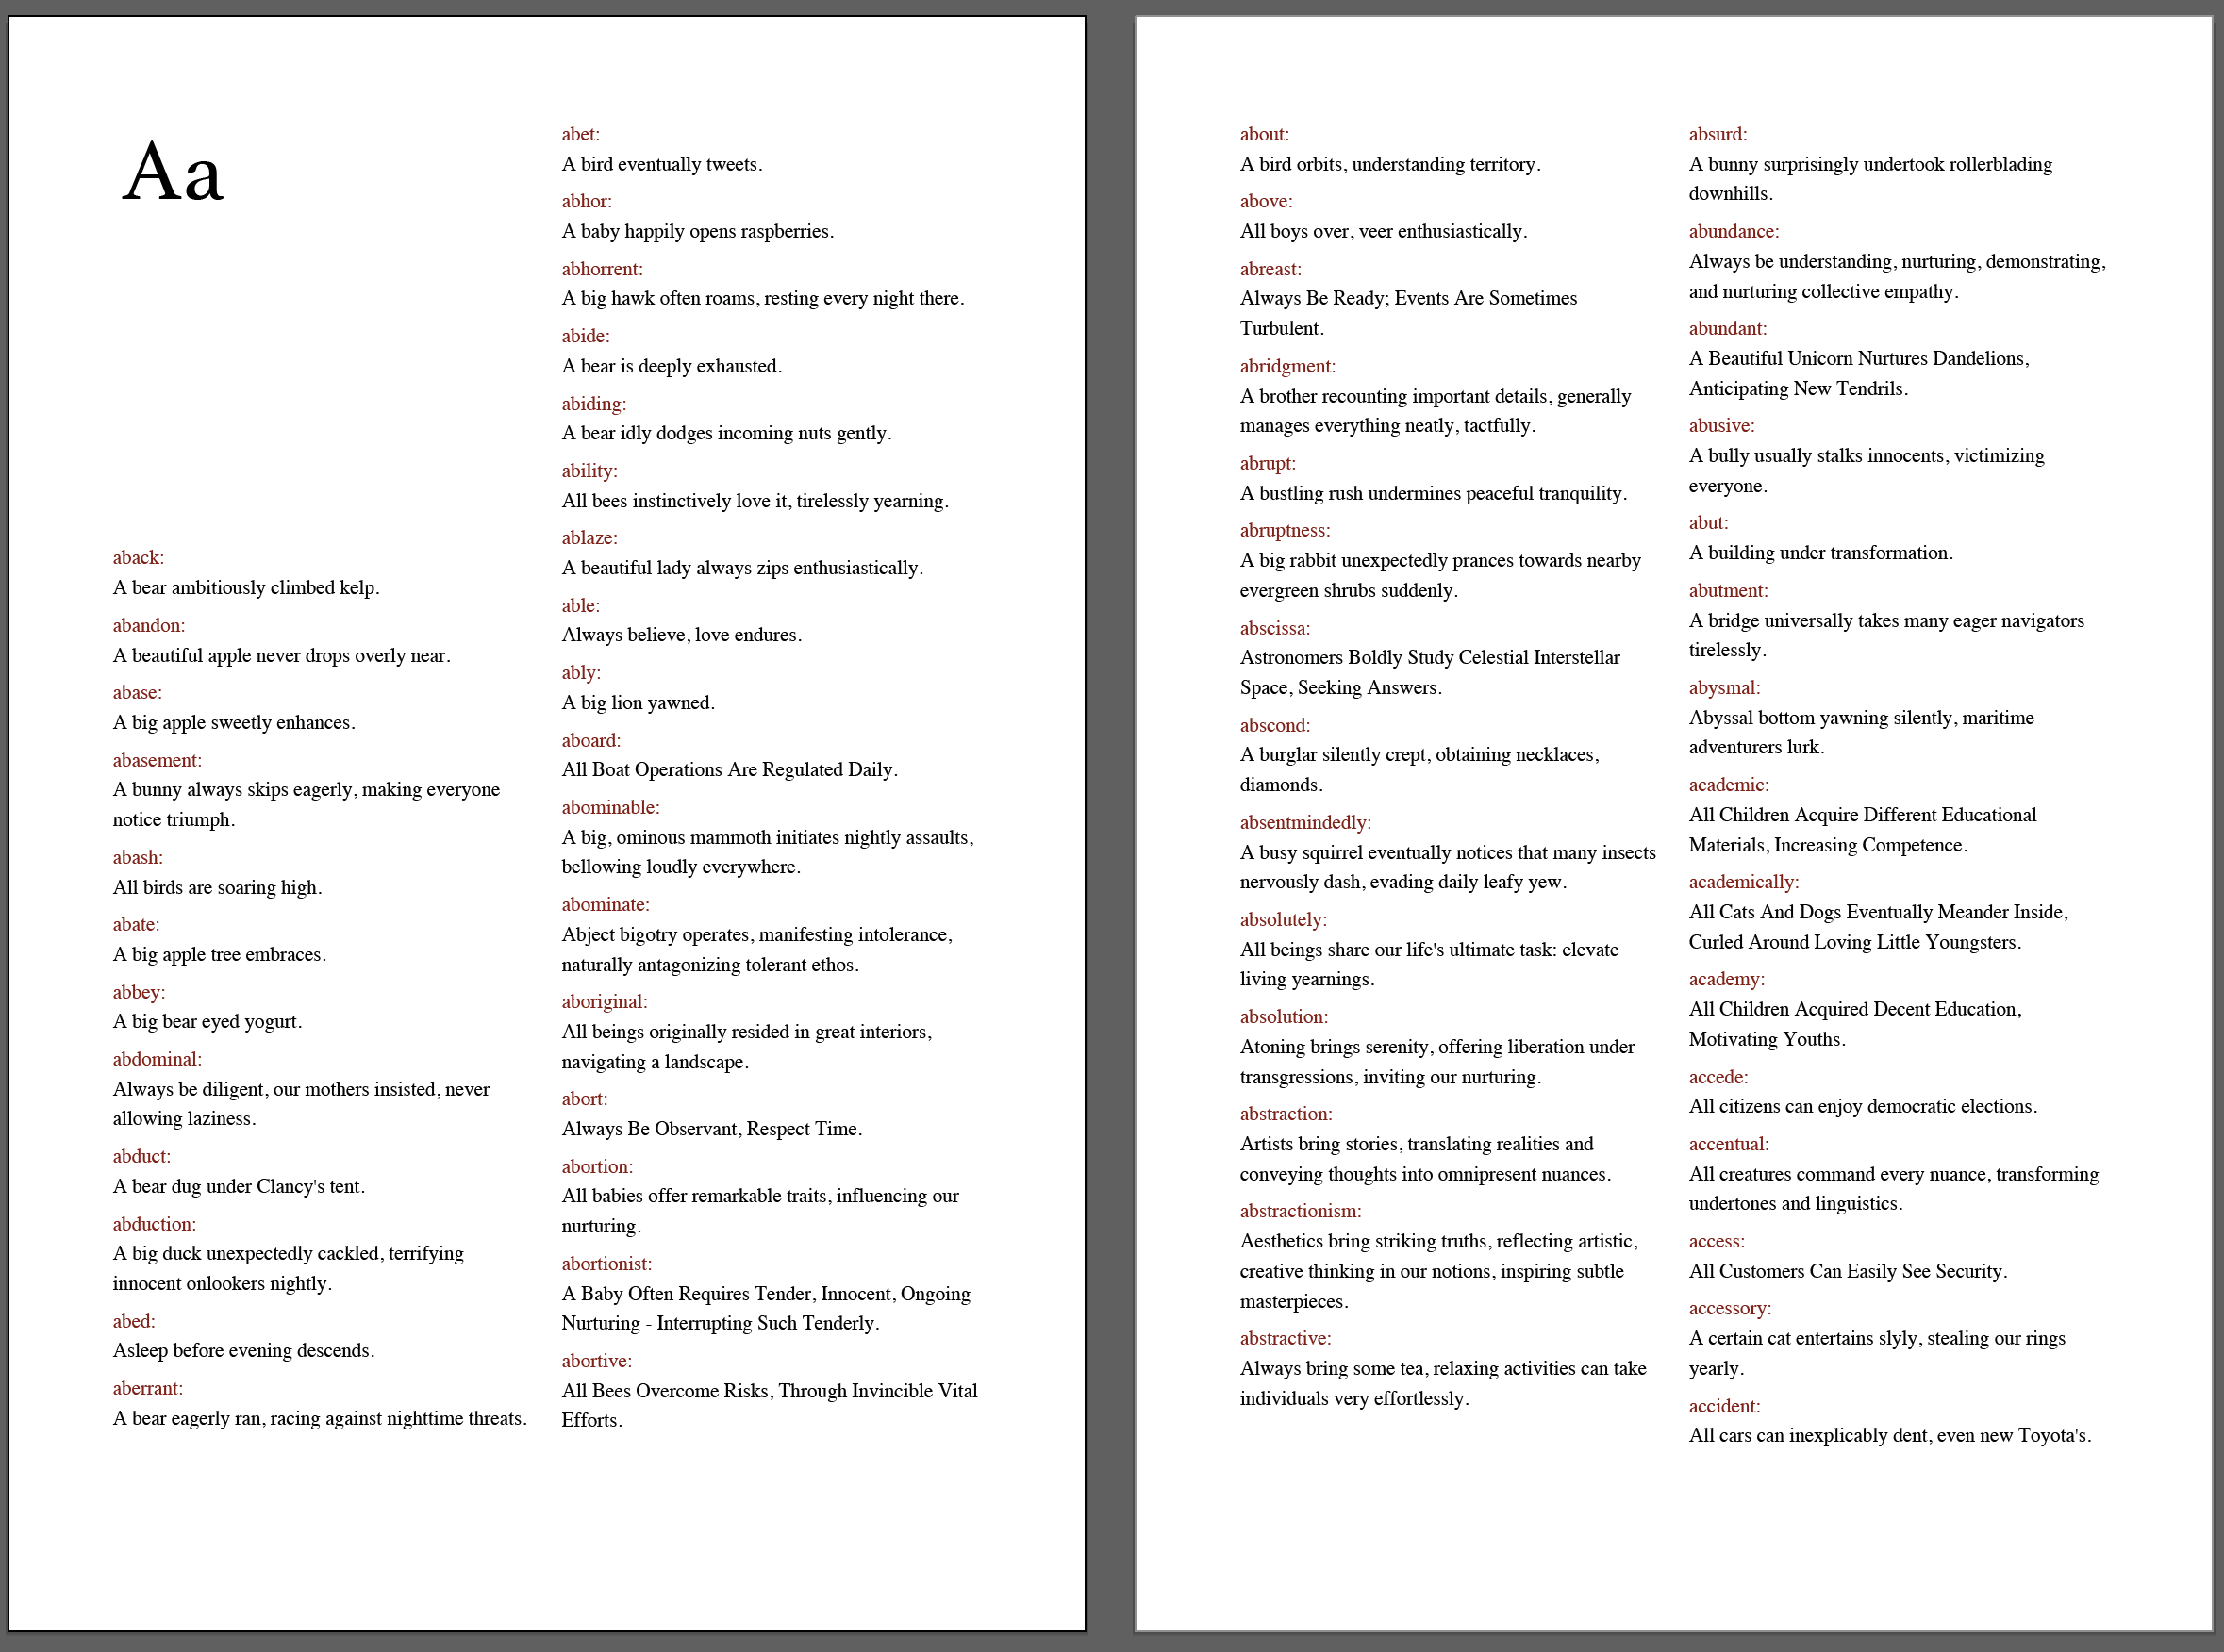 Aa
aback:
A bear ambitiously climbed kelp.
abandon:
A beautiful apple never drops overly near.
abase:
A big apple sweetly enhances.
abasement:
A bunny always skips eagerly, making everyone
notice triumph.
abash:
All birds are soaring high.
abate:
A big apple tree embraces.
abbey:
A big bear eyed yogurt.
abdominal:
Always be diligent, our mothers insisted, never
allowing laziness.
abduct:
A bear dug under Clancy's tent.
abduction:
A big duck unexpectedly cackled, terrifying
innocent onlookers nightly.
abed:
Asleep before evening descends.
aberrant:
A bear eagerly ran, racing against nighttime threats.
abet:
A bird eventually tweets.
abhor:
A baby happily opens raspberries.
abhorrent:
A big hawk often roams, resting every night there.
abide:
A bear is deeply exhausted.
abiding:
A bear idly dodges incoming nuts gently.
ability:
All bees instinctively love it, tirelessly yearning.
ablaze:
A beautiful lady always zips enthusiastically.
able:
Always believe, love endures.
ably:
A big lion yawned.
aboard:
All Boat Operations Are Regulated Daily.
abominable:
A big, ominous mammoth initiates nightly assaults,
bellowing loudly everywhere.
abominate:
Abject bigotry operates, manifesting intolerance,
naturally antagonizing tolerant ethos.
aboriginal:
All beings originally resided in great interiors,
navigating a landscape.
abort:
Always Be Observant, Respect Time.
abortion:
All babies offer remarkable traits, influencing our
nurturing.
abortionist:
A Baby Often Requires Tender, Innocent, Ongoing
Nurturing - Interrupting Such Tenderly.
abortive:
All Bees Overcome Risks, Through Invincible Vital
Efforts.
about:
A bird orbits, understanding territory.
above:
All boys over, veer enthusiastically.
abreast:
Always Be Ready; Events Are Sometimes
Turbulent.
abridgment:
A brother recounting important details, generally
manages everything neatly, tactfully.
abrupt:
A bustling rush undermines peaceful tranquility.
abruptness:
A big rabbit unexpectedly prances towards nearby
evergreen shrubs suddenly.
abscissa:
Astronomers Boldly Study Celestial Interstellar
Space, Seeking Answers.
abscond:
A burglar silently crept, obtaining necklaces,
diamonds.
absentmindedly:
A busy squirrel eventually notices that many insects
nervously dash, evading daily leafy yew.
absolutely:
All beings share our life's ultimate task: elevate
living yearnings.
absolution:
Atoning brings serenity, offering liberation under
transgressions, inviting our nurturing.
abstraction:
Artists bring stories, translating realities and
conveying thoughts into omnipresent nuances.
abstractionism:
Aesthetics bring striking truths, reflecting artistic,
creative thinking in our notions, inspiring subtle
masterpieces.
abstractive:
Always bring some tea, relaxing activities can take
individuals very effortlessly.
absurd:
A bunny surprisingly undertook rollerblading
downhills.
abundance:
Always be understanding, nurturing, demonstrating,
and nurturing collective empathy.
abundant:
A Beautiful Unicorn Nurtures Dandelions,
Anticipating New Tendrils.
abusive:
A bully usually stalks innocents, victimizing
everyone.
abut:
A building under transformation.
abutment:
A bridge universally takes many eager navigators
tirelessly.
abysmal:
Abyssal bottom yawning silently, maritime
adventurers lurk.
academic:
All Children Acquire Different Educational
Materials, Increasing Competence.
academically:
All Cats And Dogs Eventually Meander Inside,
Curled Around Loving Little Youngsters.
academy:
All Children Acquired Decent Education,
Motivating Youths.
accede:
All citizens can enjoy democratic elections.
accentual:
All creatures command every nuance, transforming
undertones and linguistics.
access:
All Customers Can Easily See Security.
accessory:
A certain cat entertains slyly, stealing our rings
yearly.
accident:
All cars can inexplicably dent, even new Toyota's.